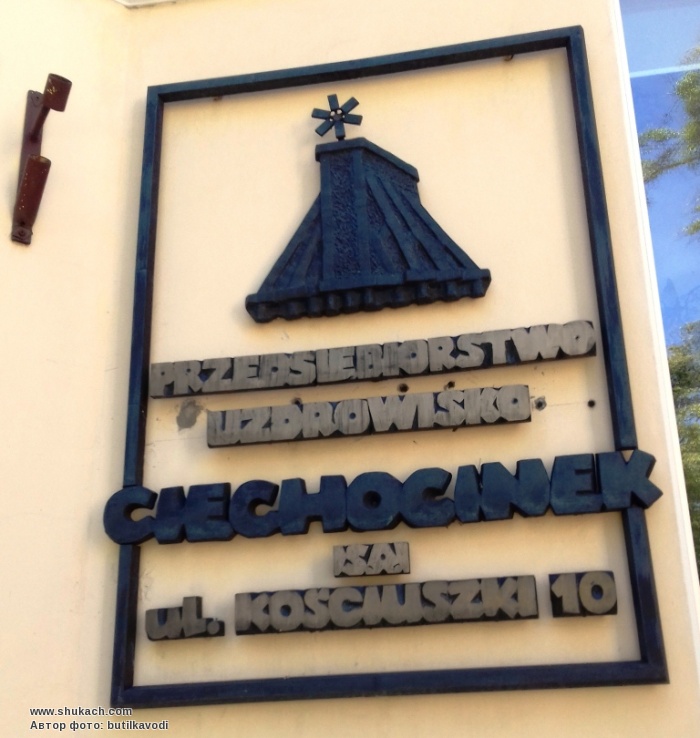 PRZEDSIĘBIORSTWO
UZDROWISKO
CIECHOCINEK
S.A.
ul. KOŚCIUSZKI 10
www.shukach.com
Автор фото: butilkavodi